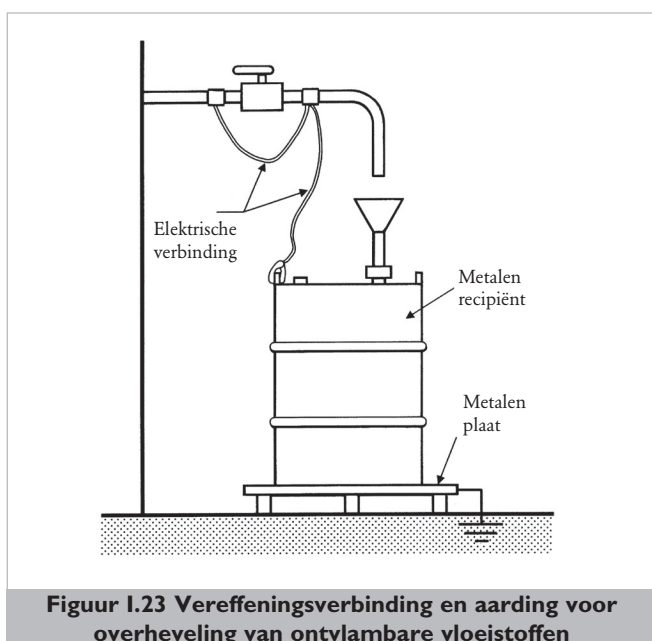 Elektrische
verbinding
Metalen
recipiënt
Metalen
plaat
Figuur I.23 Vereffeningsverbinding en aarding voor
overheveling van ontvlambare vloeistoffen